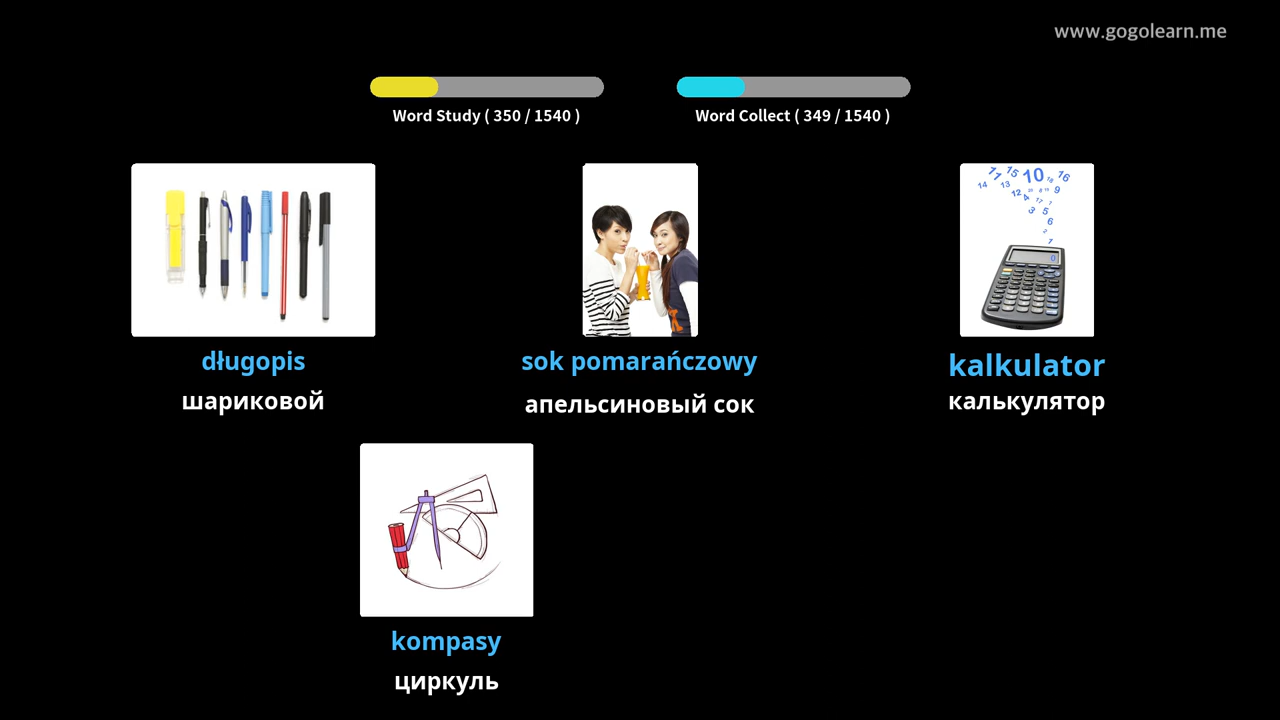 www.gogolearn.me
Word Study ( 350 / 1540 )
Word Collect ( 349 / 1540 )
długopis
sok pomarańczowy
kalkulator
шариковой
апельсиновый сок
калькулятор
kompasy
циркуль